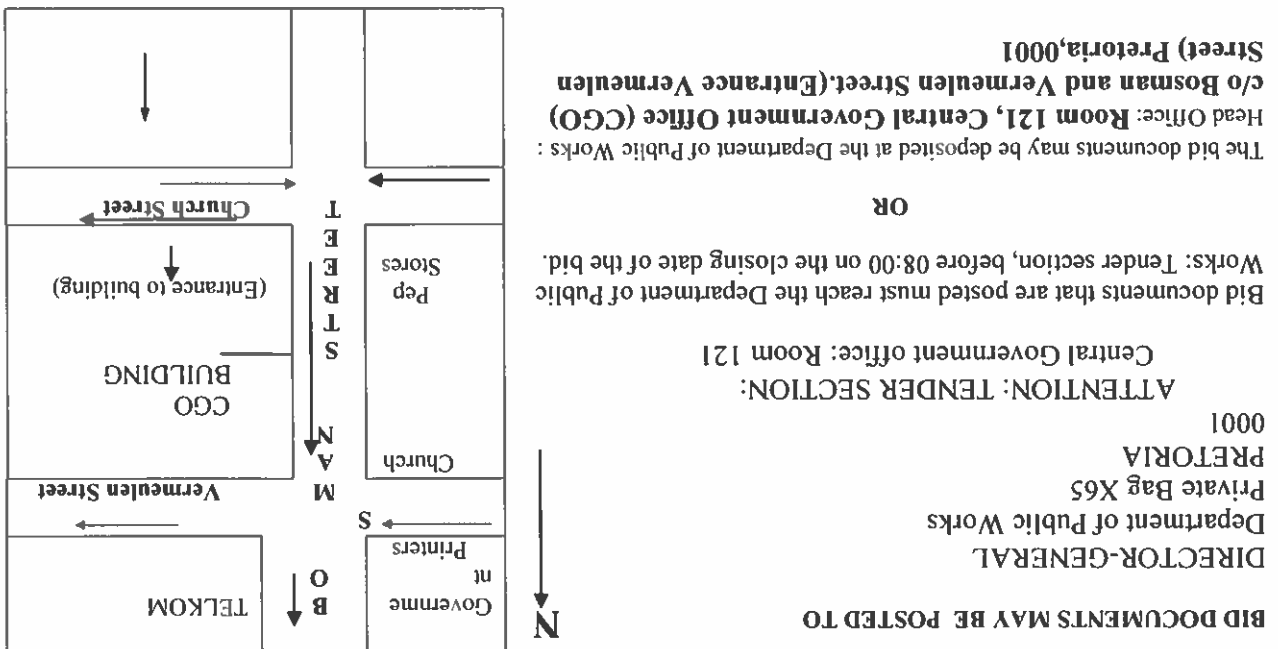 BID DOCUMENTS MAY BE POSTED TO
DIRECTOR-GENERAL
Department of Public Works
Private Bag X65
PRETORIA
0001
ATTENTION: TENDER SECTION:
Central Government office: Room 121
Bid documents that are posted must reach the Department of Public
Works: Tender section, before 08:00 on the closing date of the bid.
OR
The bid documents may be deposited at the Department of Public Works :
Head Office: Room 121, Central Government Office (CGO)
c/o Bosman and Vermeulen Street.(Entrance Vermeulen
Street) Pretoria,0001
N
Governme
nt
Printers
BO
S
MAN
STREET
TELKOM
Vermeulen Street
Church
CGO
BUILDING
(Entrance to building)
Pep
Stores
Church Street